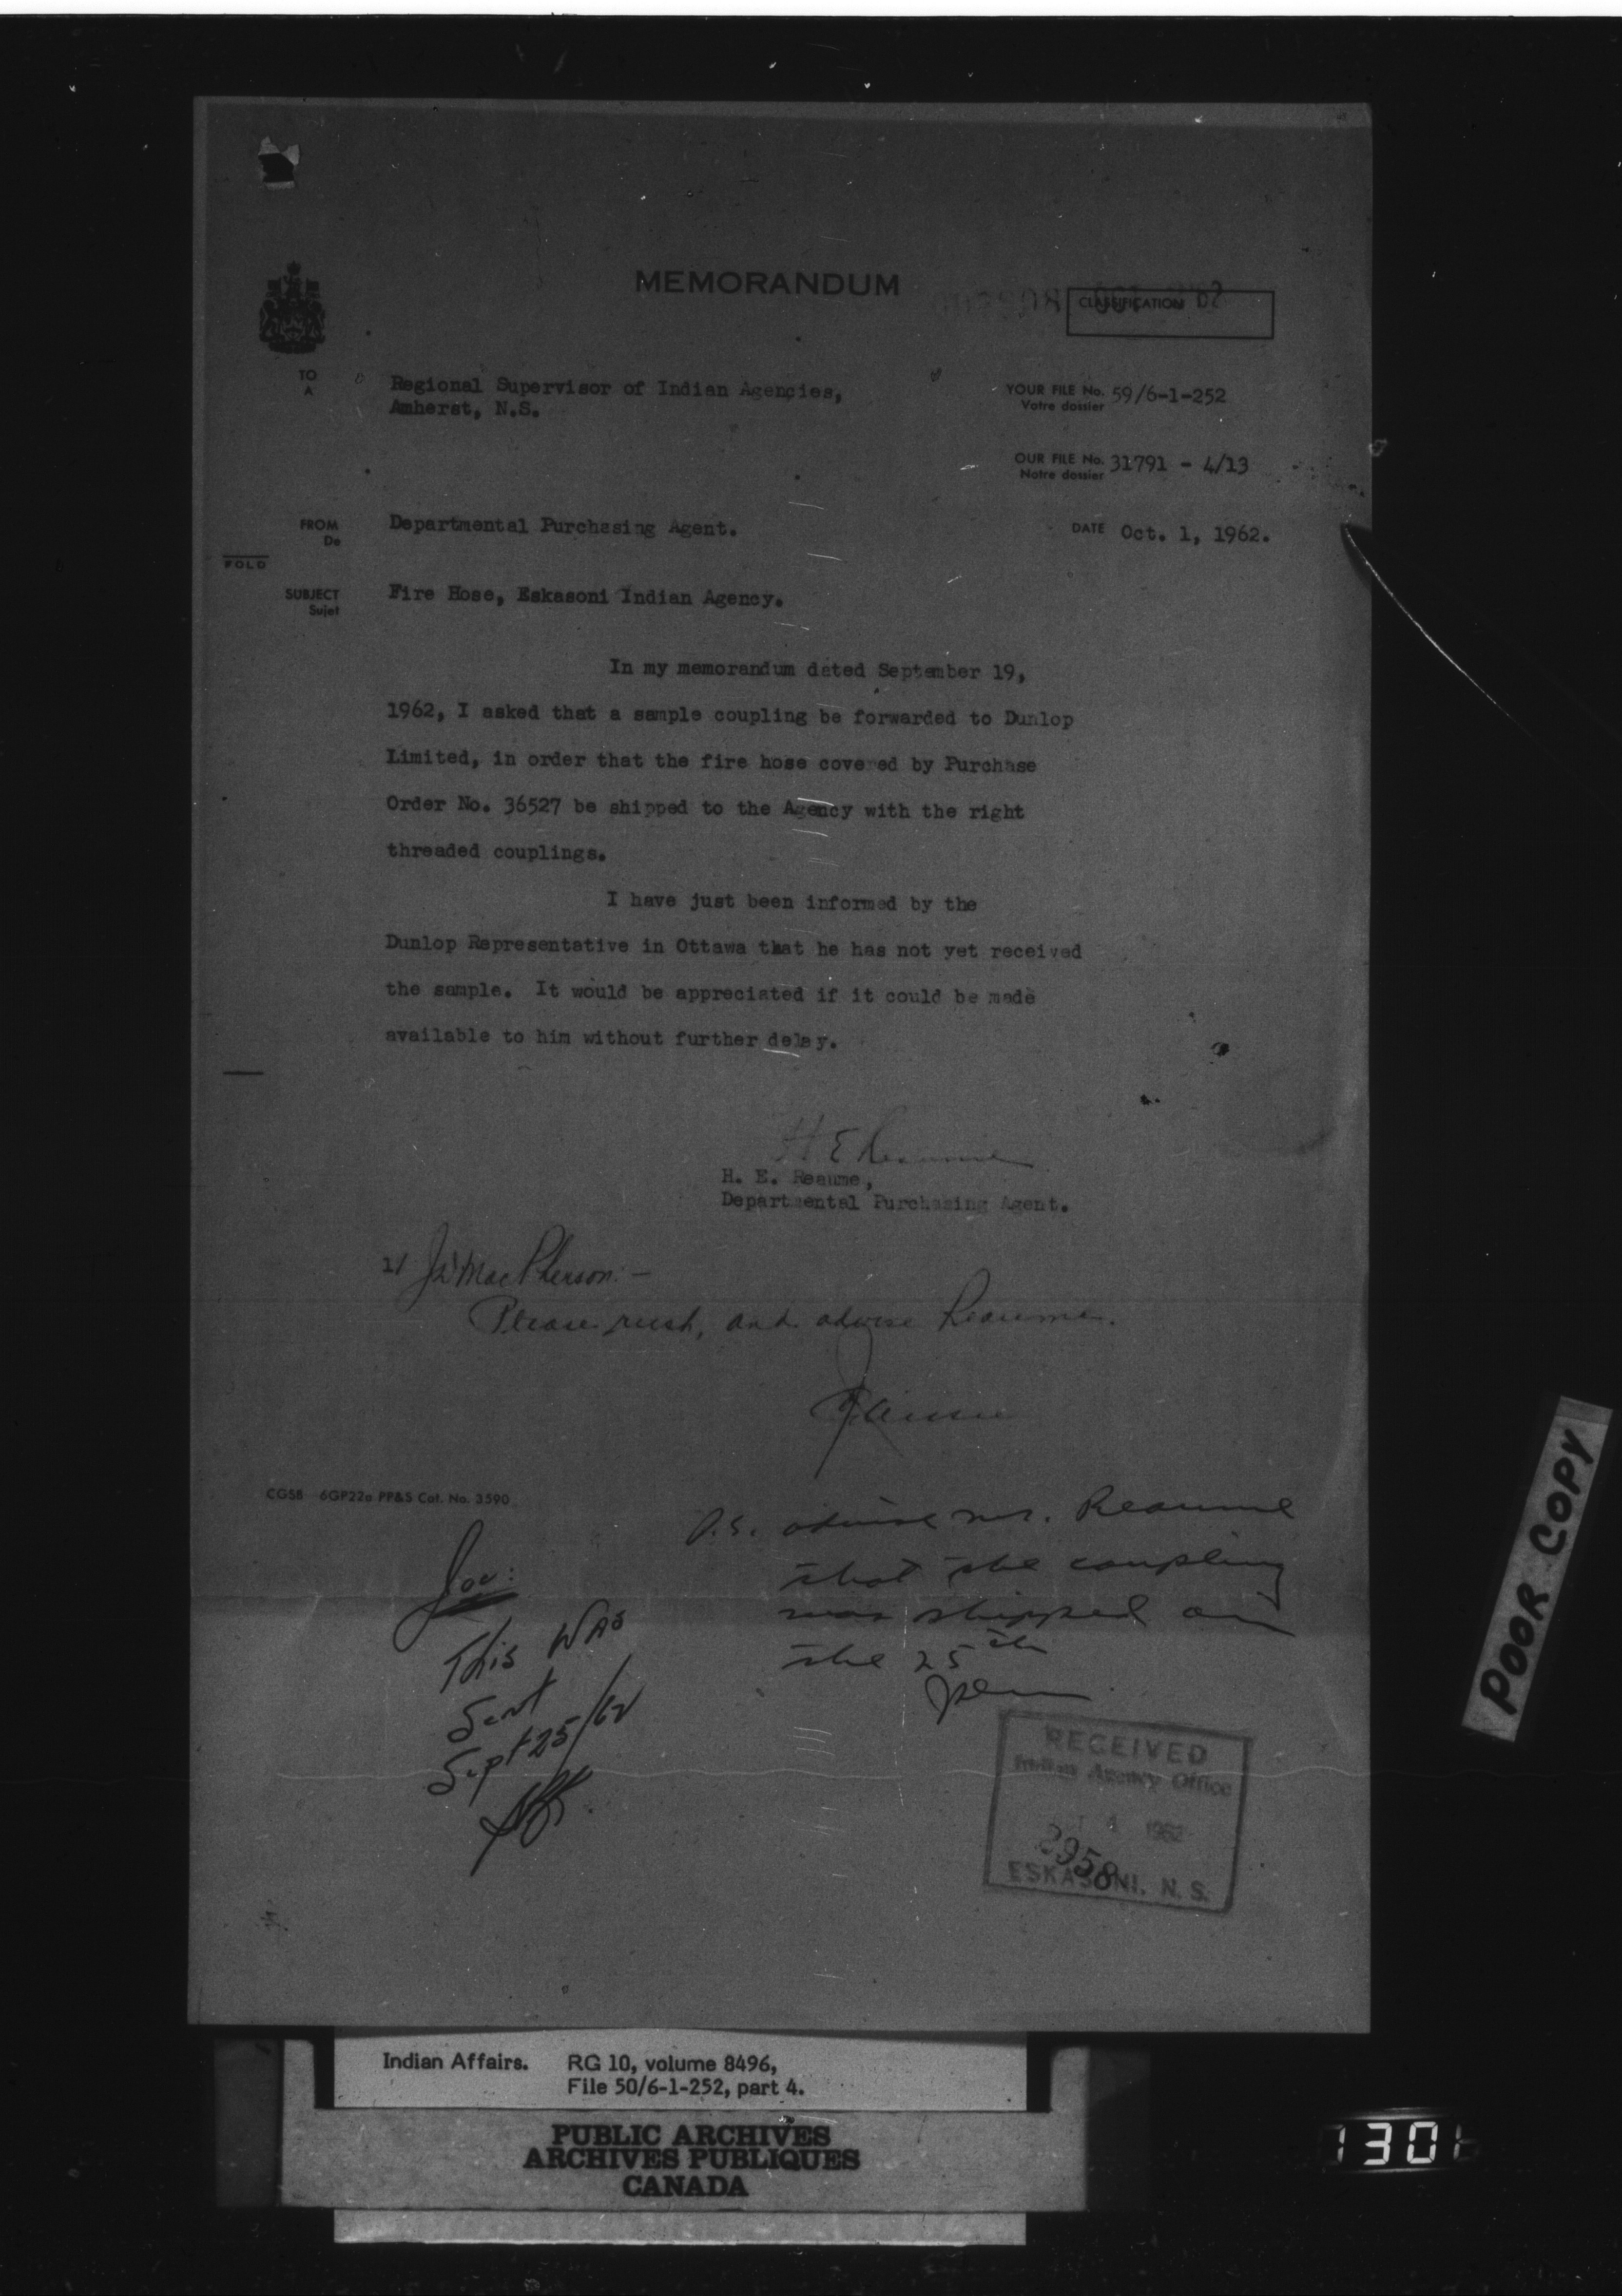 MEMORANDUM
CLASSIFICATION
TO
A
Regional Supervisor of Indian Agencies,
Amherst, N.S.
YOUR FILE No. 59/6-1-252
Votre dossier
OUR FILE No. 31791 - 4/13
Notre dossier
FROM
De
Departmental Purchasing Agent.
DATE Oct. 1, 1962.
FOLD
SUBJECT
Sujet
Fire Hose, Eskasoni Indian Agency.
In my memorandum dated September 19,
1962, I asked that a sample coupling be forwarded to Dunlop
Limited, in order that the fire hose covered by Purchase
Order No. 36527 be shipped to the Agency with the right
threaded couplings.
I have just been informed by the
Dunlop Representative in Ottawa that he has not yet received
the sample. It would be appreciated if it could be made
available to him without further delay.
H E Reaume
H. E. Reaume,
Departmental Purchasing Agent.
MacPherson:-
Please rush, and advise Reaume.
CGSB 6GP22a PP&S Cat. No. 3590
P.S. advise Mr. Reaume
that the coupling
was shipped on
the 25th
Joe:
This was
Sent
Sept 25/62
RECEIVED
Indian Agency Office
1962
2958
ESKASONI, N. S.
POOR COPY
Indian Affairs. RG 10, volume 8496,
File 50/6-1-252, part 4.
PUBLIC ARCHIVES
ARCHIVES PUBLIQUES
CANADA
1301